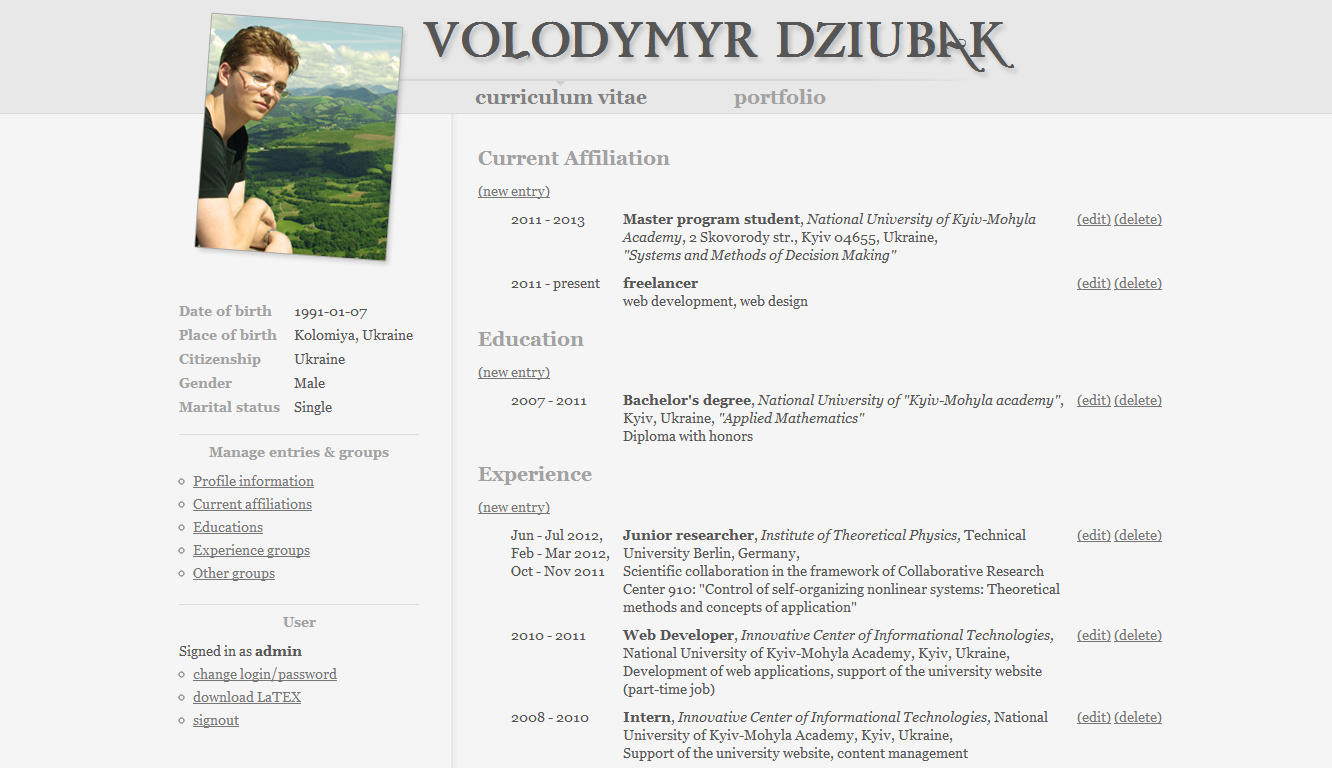 VOLODYMYR DZIUBAK
curriculum vitae
portfolio
Date of birth 1991-01-07
Place of birth Kolomiya, Ukraine
Citizenship Ukraine
Gender Male
Marital status Single
Manage entries & groups
Profile information
Current affiliations
Educations
Experience groups
Other groups
User
Signed in as admin
change login/password
download LaTEX
signout
Current Affiliation
(new entry)
2011 - 2013 Master program student, National University of Kyiv-Mohyla (edit) (delete)
Academy, 2 Skovorody str., Kyiv 04655, Ukraine,
"Systems and Methods of Decision Making"
2011 - present freelancer (edit) (delete)
web development, web design
Education
(new entry)
2007 - 2011 Bachelor's degree, National University of "Kyiv-Mohyla academy", (edit) (delete)
Kyiv, Ukraine, "Applied Mathematics"
Diploma with honors
Experience
(new entry)
Jun - Jul 2012, Junior researcher, Institute of Theoretical Physics, Technical (edit) (delete)
Feb - Mar 2012, University Berlin, Germany,
Oct - Nov 2011 Scientific collaboration in the framework of Collaborative Research
Center 910: "Control of self-organizing nonlinear systems: Theoretical
methods and concepts of application"
2010 - 2011 Web Developer, Innovative Center of Informational Technologies, (edit) (delete)
National University of Kyiv-Mohyla Academy, Kyiv, Ukraine,
Development of web applications, support of the university website
(part-time job)
2008 - 2010 Intern, Innovative Center of Informational Technologies, National (edit) (delete)
University of Kyiv-Mohyla Academy, Kyiv, Ukraine,
Support of the university website, content management